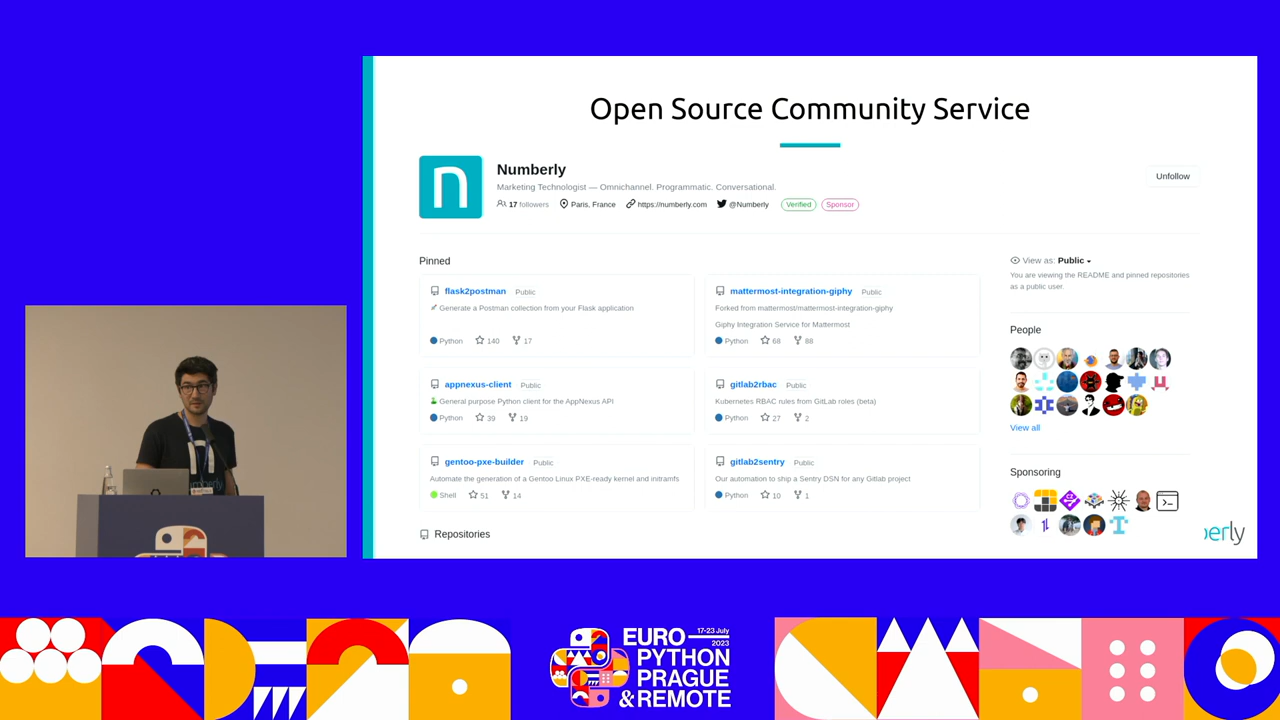 Open Source Community Service
n
Numberly
Marketing Technologist — Omnichannel. Programmatic. Conversational.
17 followers Paris, France https://numberly.com @Numberly Verified Sponsor
Unfollow
Pinned
flask2postman Public
Generate a Postman collection from your Flask application
Python 140 17
mattermost-integration-giphy Public
Forked from mattermost/mattermost-integration-giphy
Giphy Integration Service for Mattermost
Python 68 88
appnexus-client Public
General purpose Python client for the AppNexus API
Python 39 19
gitlab2rbac Public
Kubernetes RBAC rules from GitLab roles (beta)
Python 27 2
gentoo-pxe-builder Public
Automate the generation of a Gentoo Linux PXE-ready kernel and initramfs
Shell 51 14
gitlab2sentry Public
Our automation to ship a Sentry DSN for any Gitlab project
Python 10 1
Repositories
View as: Public
You are viewing the README and pinned repositories
as a public user.
People
View all
Sponsoring
berly
EURO 17-23 July
2023
PYTHON
PRAGUE
& REMOTE